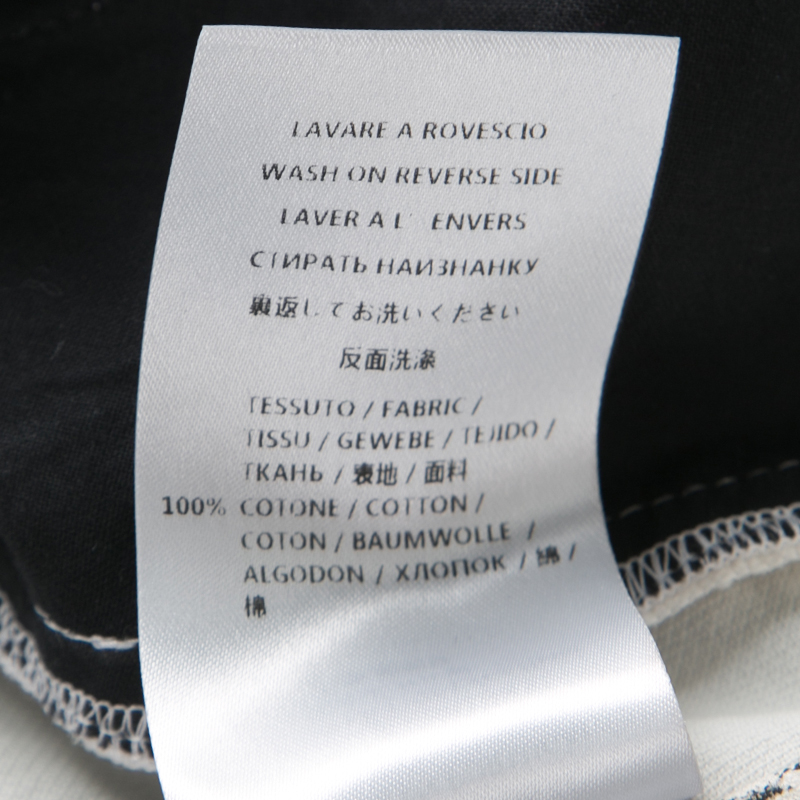 LAVARE A ROVESCIO
WASH ON REVERSE SIDE
LAVER A L' ENVERS
СТИРАТЬ НАИЗНАНКУ
裏返してお洗いください
反面洗涤
TESSUTO / FABRIC /
TISSU / GEWEBE / TEJIDO /
ТКАНЬ / 表地 / 面料
100% COTONE / COTTON /
COTON / BAUMWOLLE /
ALGODON / ХЛОПОК / 綿 /
棉